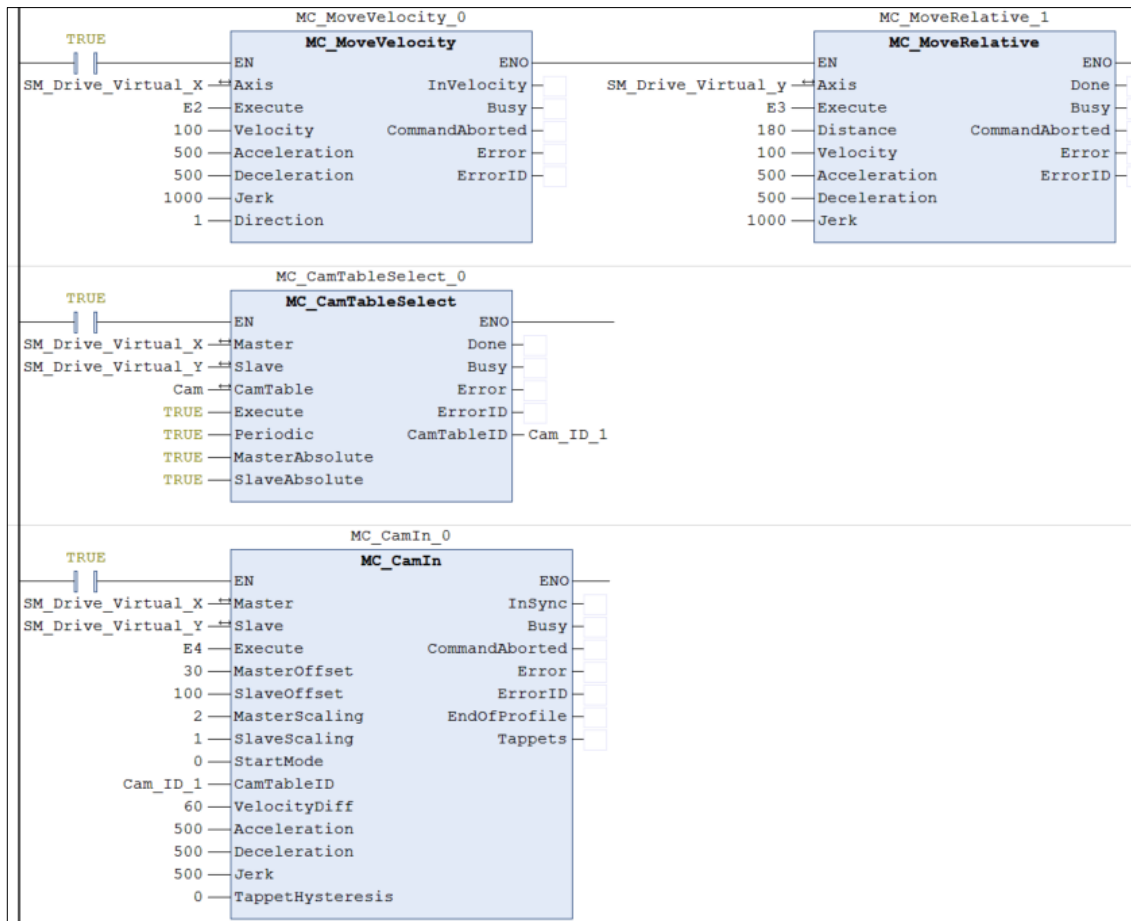 MC_MoveVelocity_0 MC_MoveRelative_1
TRUE MC_MoveVelocity MC_MoveRelative
EN ENO EN ENO
SM_Drive_Virtual_X Axis InVelocity SM_Drive_Virtual_y Axis Done
E2 Execute Busy E3 Execute Busy
100 Velocity CommandAborted 180 Distance CommandAborted
500 Acceleration Error 100 Velocity Error
500 Deceleration ErrorID 500 Acceleration ErrorID
1000 Jerk 500 Deceleration
1 Direction 1000 Jerk
MC_CamTableSelect_0
TRUE MC_CamTableSelect
EN ENO
SM_Drive_Virtual_X Master Done
SM_Drive_Virtual_Y Slave Busy
Cam CamTable Error
TRUE Execute ErrorID
TRUE Periodic CamTableID Cam_ID_1
TRUE MasterAbsolute
TRUE SlaveAbsolute
MC_CamIn_0
TRUE MC_CamIn
EN ENO
SM_Drive_Virtual_X Master InSync
SM_Drive_Virtual_Y Slave Busy
E4 Execute CommandAborted
30 MasterOffset Error
100 SlaveOffset ErrorID
2 MasterScaling EndOfProfile
1 SlaveScaling Tappets
0 StartMode
Cam_ID_1 CamTableID
60 VelocityDiff
500 Acceleration
500 Deceleration
500 Jerk
0 TappetHysteresis